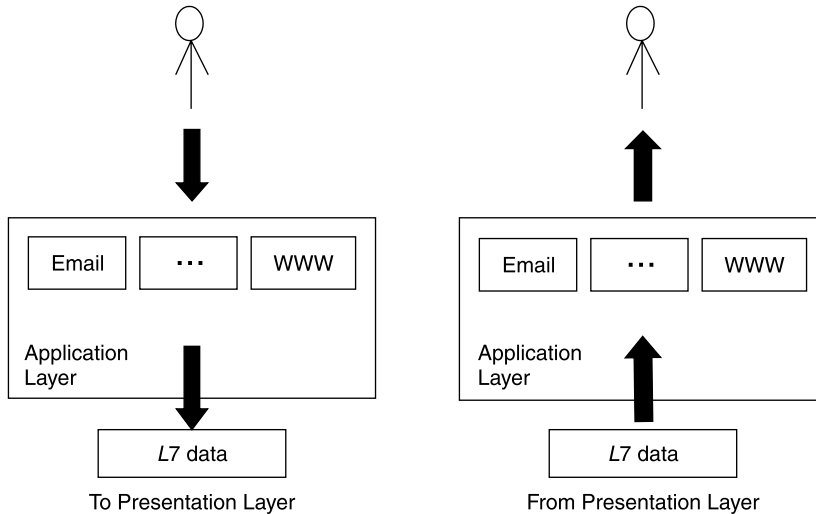 Email
...
WWW
Application
Layer
L7 data
To Presentation Layer
Email
...
WWW
Application
Layer
L7 data
From Presentation Layer